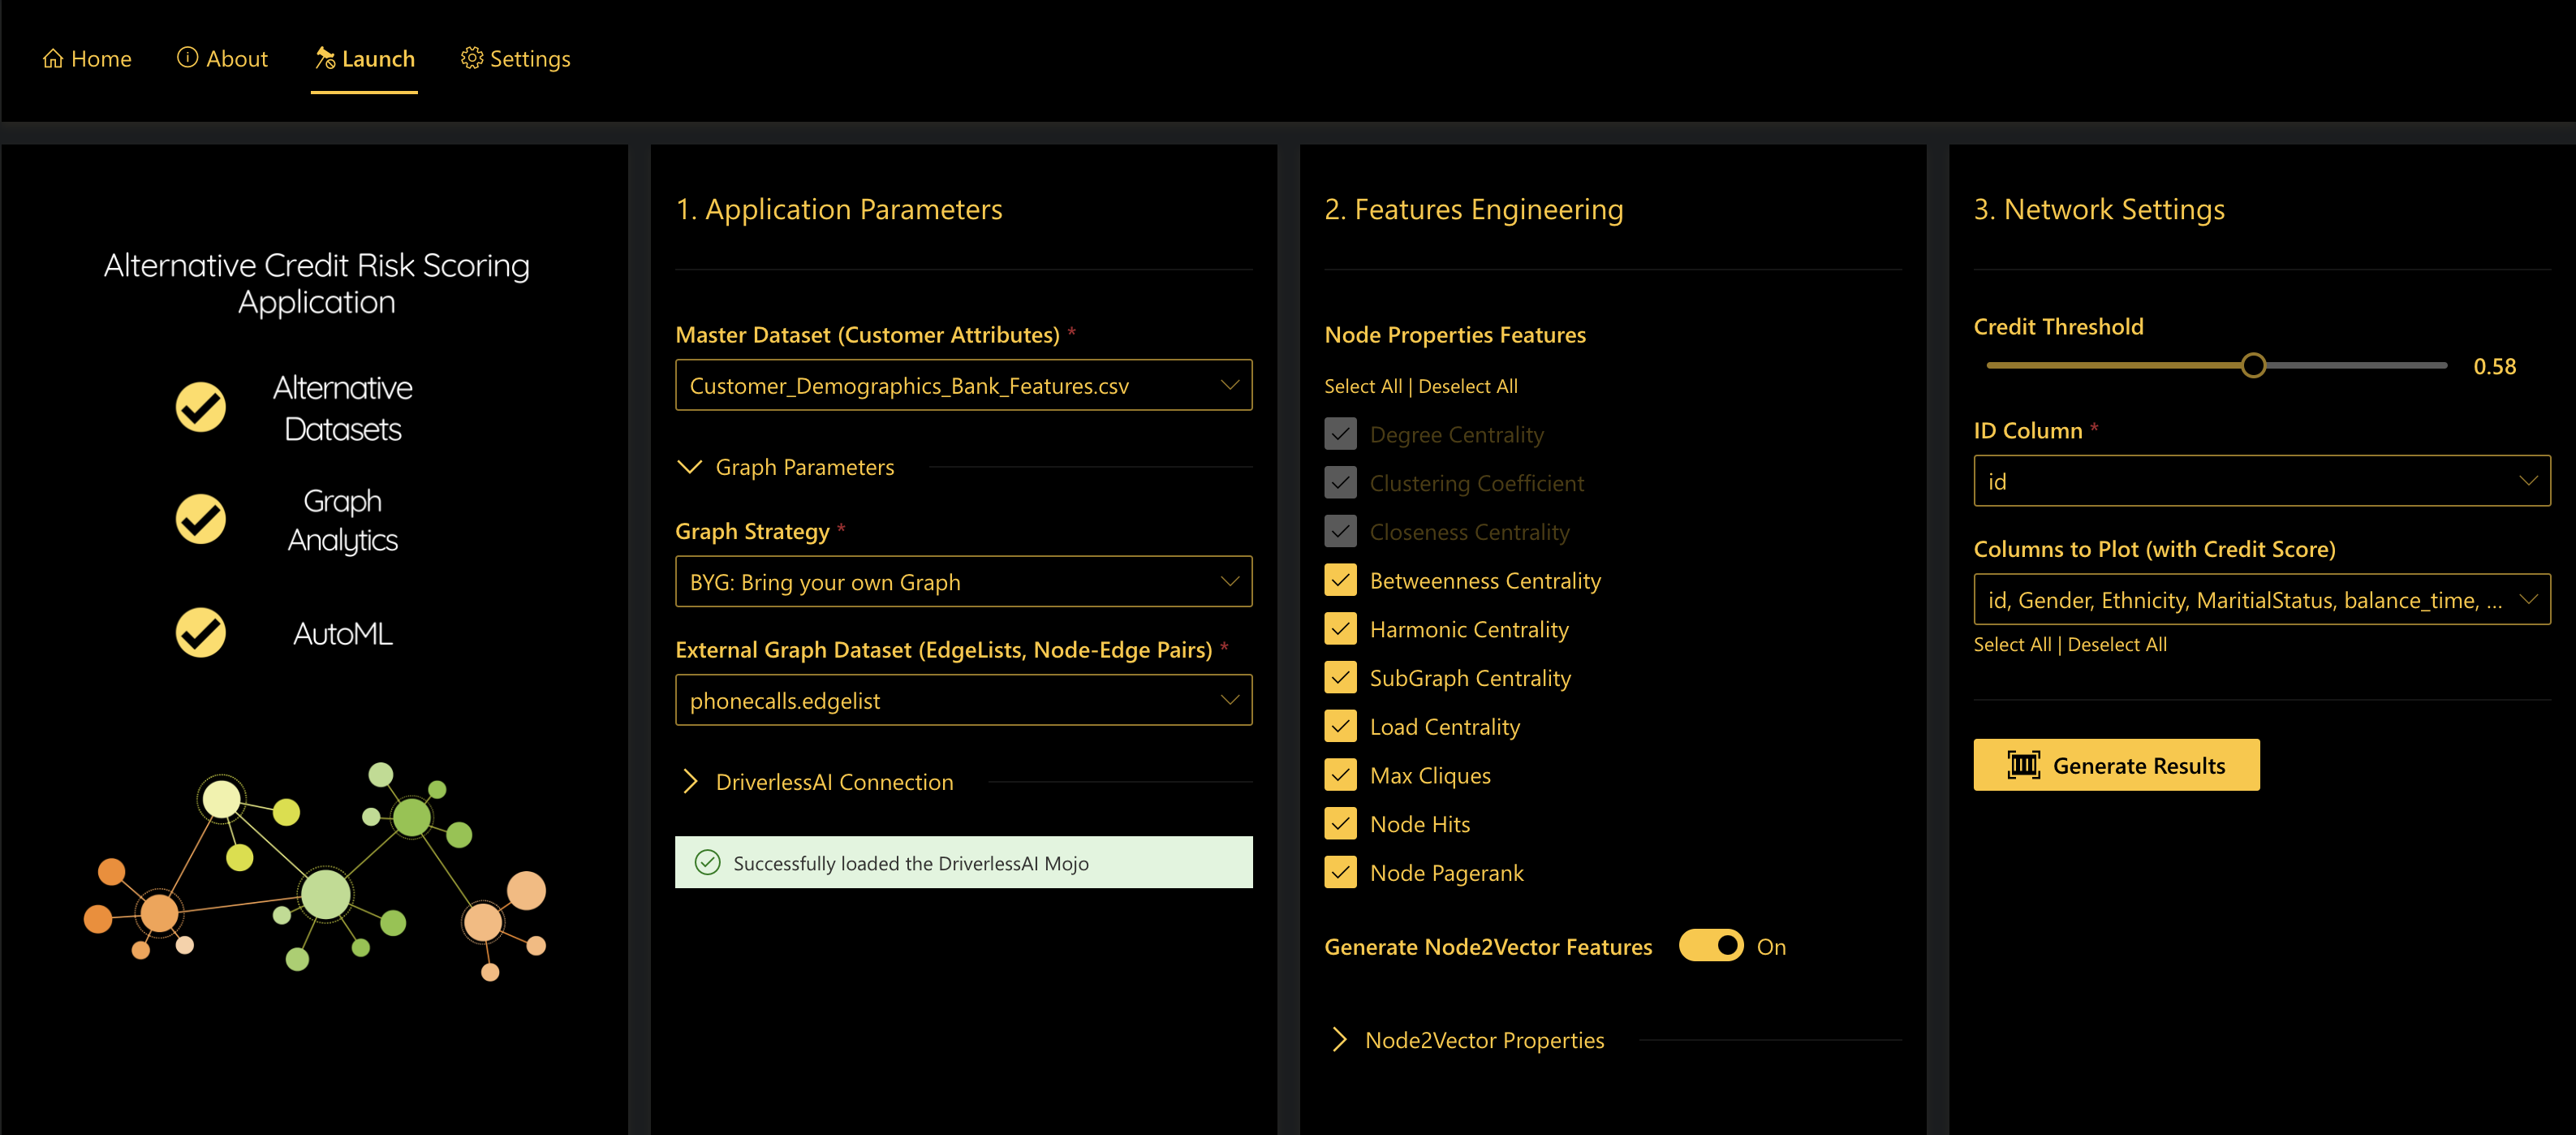 Home
About
Launch
Settings
Alternative Credit Risk Scoring
Application
Alternative
Datasets
Graph
Analytics
AutoML
1. Application Parameters
Master Dataset (Customer Attributes) *
Customer_Demographics_Bank_Features.csv
Graph Parameters
Graph Strategy *
BYG: Bring your own Graph
External Graph Dataset (EdgeLists, Node-Edge Pairs) *
phonecalls.edgelist
DriverlessAI Connection
Successfully loaded the DriverlessAI Mojo
2. Features Engineering
Node Properties Features
Select All | Deselect All
Degree Centrality
Clustering Coefficient
Closeness Centrality
Betweenness Centrality
Harmonic Centrality
SubGraph Centrality
Load Centrality
Max Cliques
Node Hits
Node Pagerank
Generate Node2Vector Features On
Node2Vector Properties
3. Network Settings
Credit Threshold
0.58
ID Column *
id
Columns to Plot (with Credit Score)
id, Gender, Ethnicity, MaritialStatus, balance_time, ...
Select All | Deselect All
Generate Results